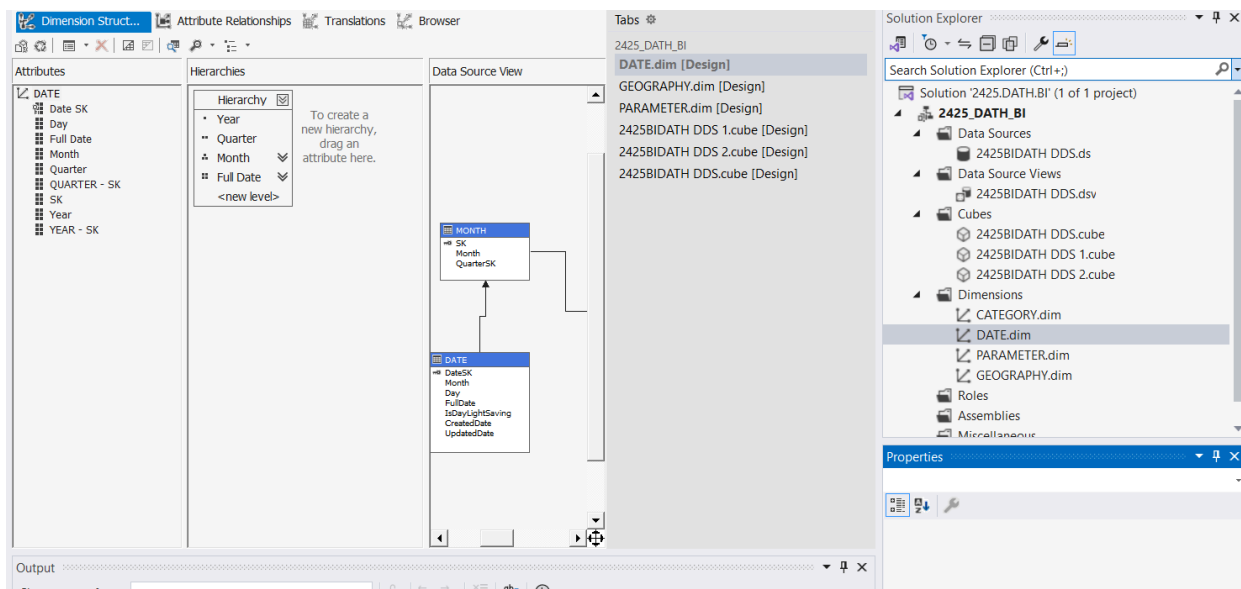 Dimension Struct...
Attribute Relationships
Translations
Browser
Attributes
DATE
Date SK
Day
Full Date
Month
Quarter
QUARTER - SK
SK
Year
YEAR - SK
Hierarchies
Hierarchy
Year
Quarter
Month
Full Date
<new level>
To create a
new hierarchy,
drag an
attribute here.
Data Source View
MONTH
SK
Month
QuarterSK
DATE
DateSK
Month
Day
FullDate
IsDayLightSaving
CreatedDate
UpdatedDate
Tabs
2425_DATH_BI
DATE.dim [Design]
GEOGRAPHY.dim [Design]
PARAMETER.dim [Design]
2425BIDATH DDS 1.cube [Design]
2425BIDATH DDS 2.cube [Design]
2425BIDATH DDS.cube [Design]
Solution Explorer
Search Solution Explorer (Ctrl+;)
Solution '2425.DATH.BI' (1 of 1 project)
2425_DATH_BI
Data Sources
2425BIDATH DDS.ds
Data Source Views
2425BIDATH DDS.dsv
Cubes
2425BIDATH DDS.cube
2425BIDATH DDS 1.cube
2425BIDATH DDS 2.cube
Dimensions
CATEGORY.dim
DATE.dim
PARAMETER.dim
GEOGRAPHY.dim
Roles
Assemblies
Miscellaneous
Properties
Output